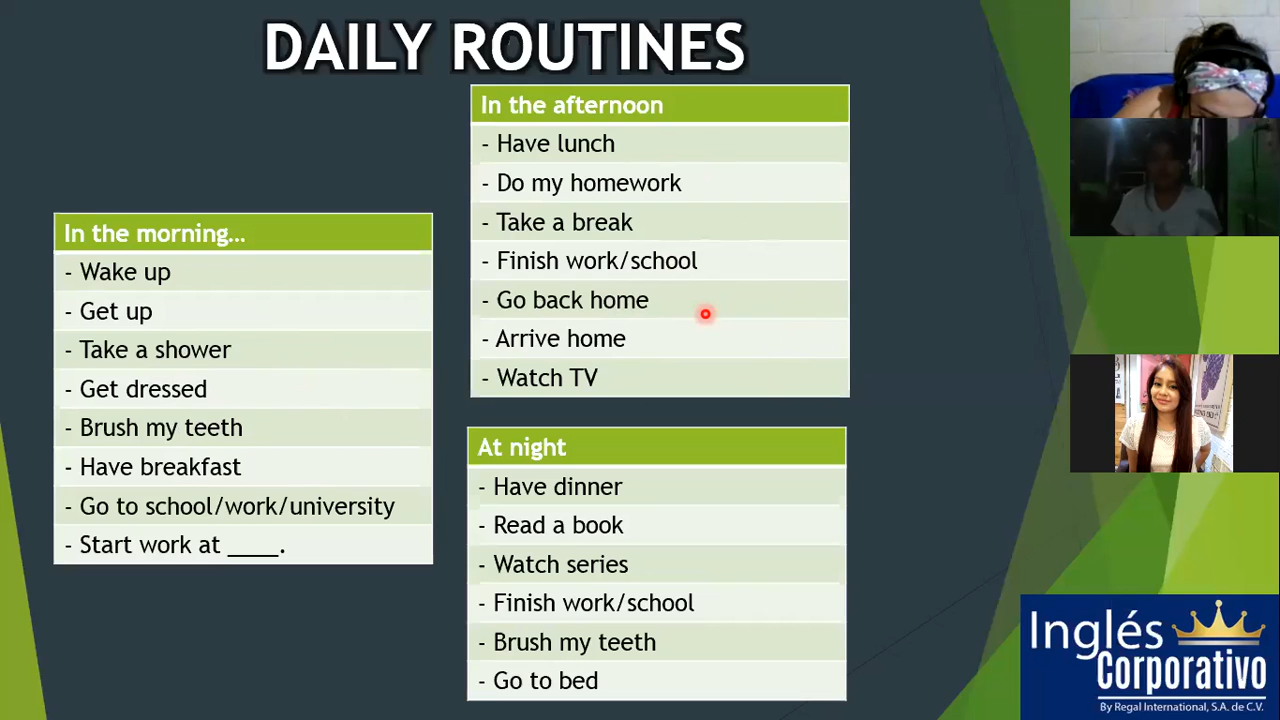 DAILY ROUTINES
In the morning…
- Wake up
- Get up
- Take a shower
- Get dressed
- Brush my teeth
- Have breakfast
- Go to school/work/university
- Start work at ____.
In the afternoon
- Have lunch
- Do my homework
- Take a break
- Finish work/school
- Go back home
- Arrive home
- Watch TV
At night
- Have dinner
- Read a book
- Watch series
- Finish work/school
- Brush my teeth
- Go to bed
Inglés
Corporativo
By Regal International, S.A. de C.V.